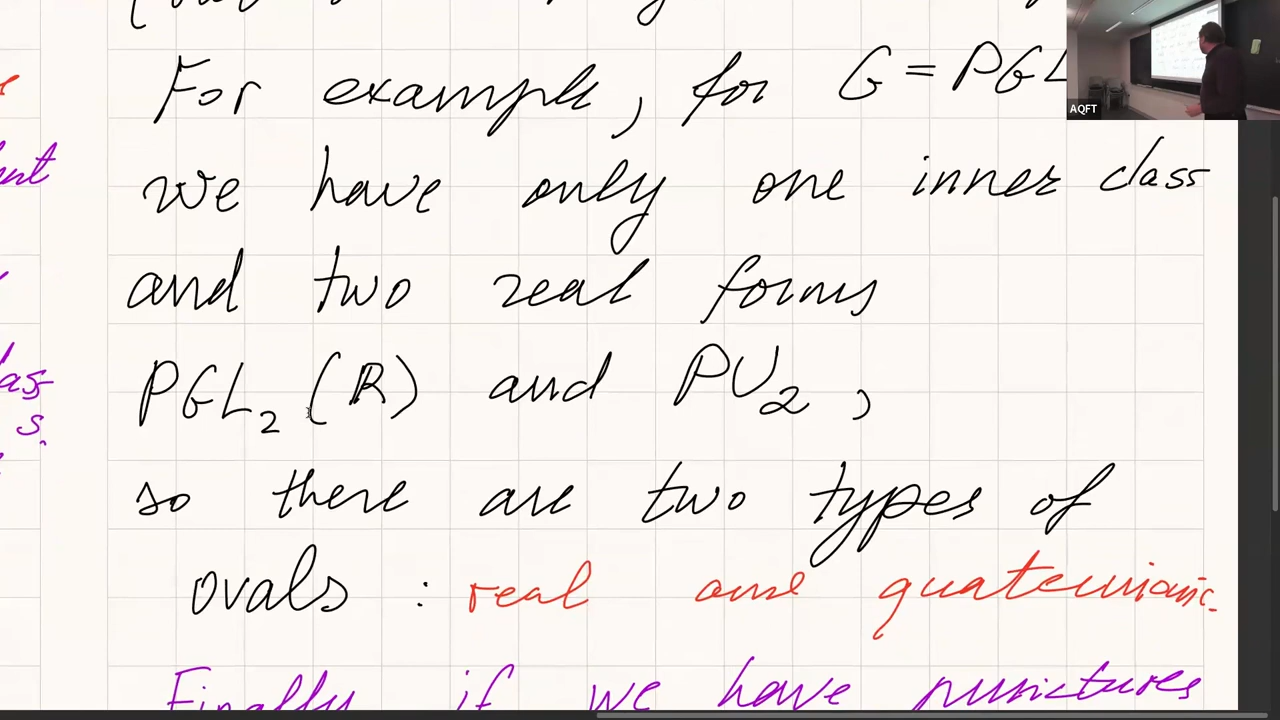 For example, for G = PGL
we have only one inner class
and two real forms
PGL₂(R) and PU₂,
so there are two types of
ovals : real and quaternionic.
Finally if we have punctures
AQFT